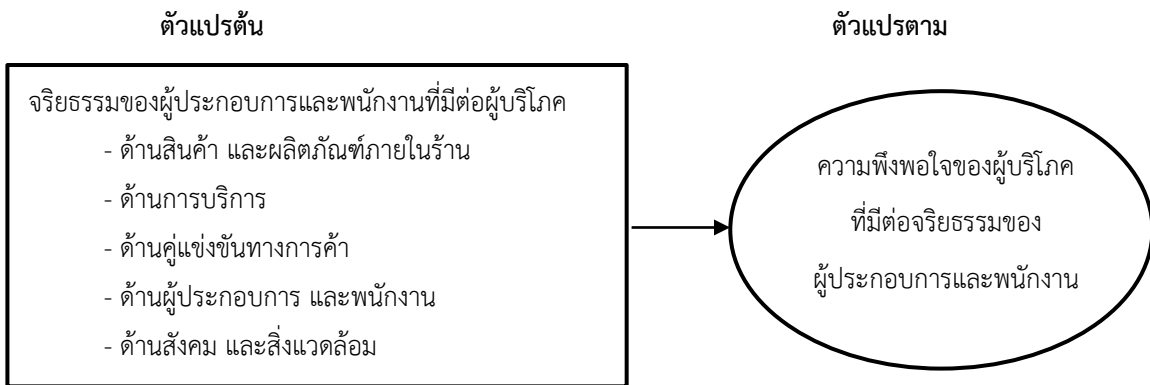 ตัวแปรต้น
ตัวแปรตาม
จริยธรรมของผู้ประกอบการและพนักงานที่มีต่อผู้บริโภค
- ด้านสินค้า และผลิตภัณฑ์ภายในร้าน
- ด้านการบริการ
- ด้านคู่แข่งขันทางการค้า
- ด้านผู้ประกอบการ และพนักงาน
- ด้านสังคม และสิ่งแวดล้อม
ความพึงพอใจของผู้บริโภค
ที่มีต่อจริยธรรมของ
ผู้ประกอบการและพนักงาน